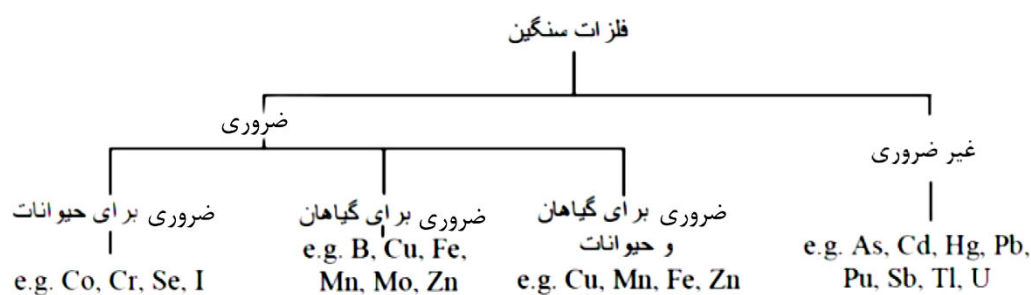 فلزات سنگین
ضروری
غیر ضروری
ضروری برای گیاهان
و حیوانات
ضروری برای گیاهان
ضروری برای حیوانات
e.g. As, Cd, Hg, Pb,
Pu, Sb, Tl, U
e.g. Cu, Mn, Fe, Zn
e.g. B, Cu, Fe,
Mn, Mo, Zn
e.g. Co, Cr, Se, I